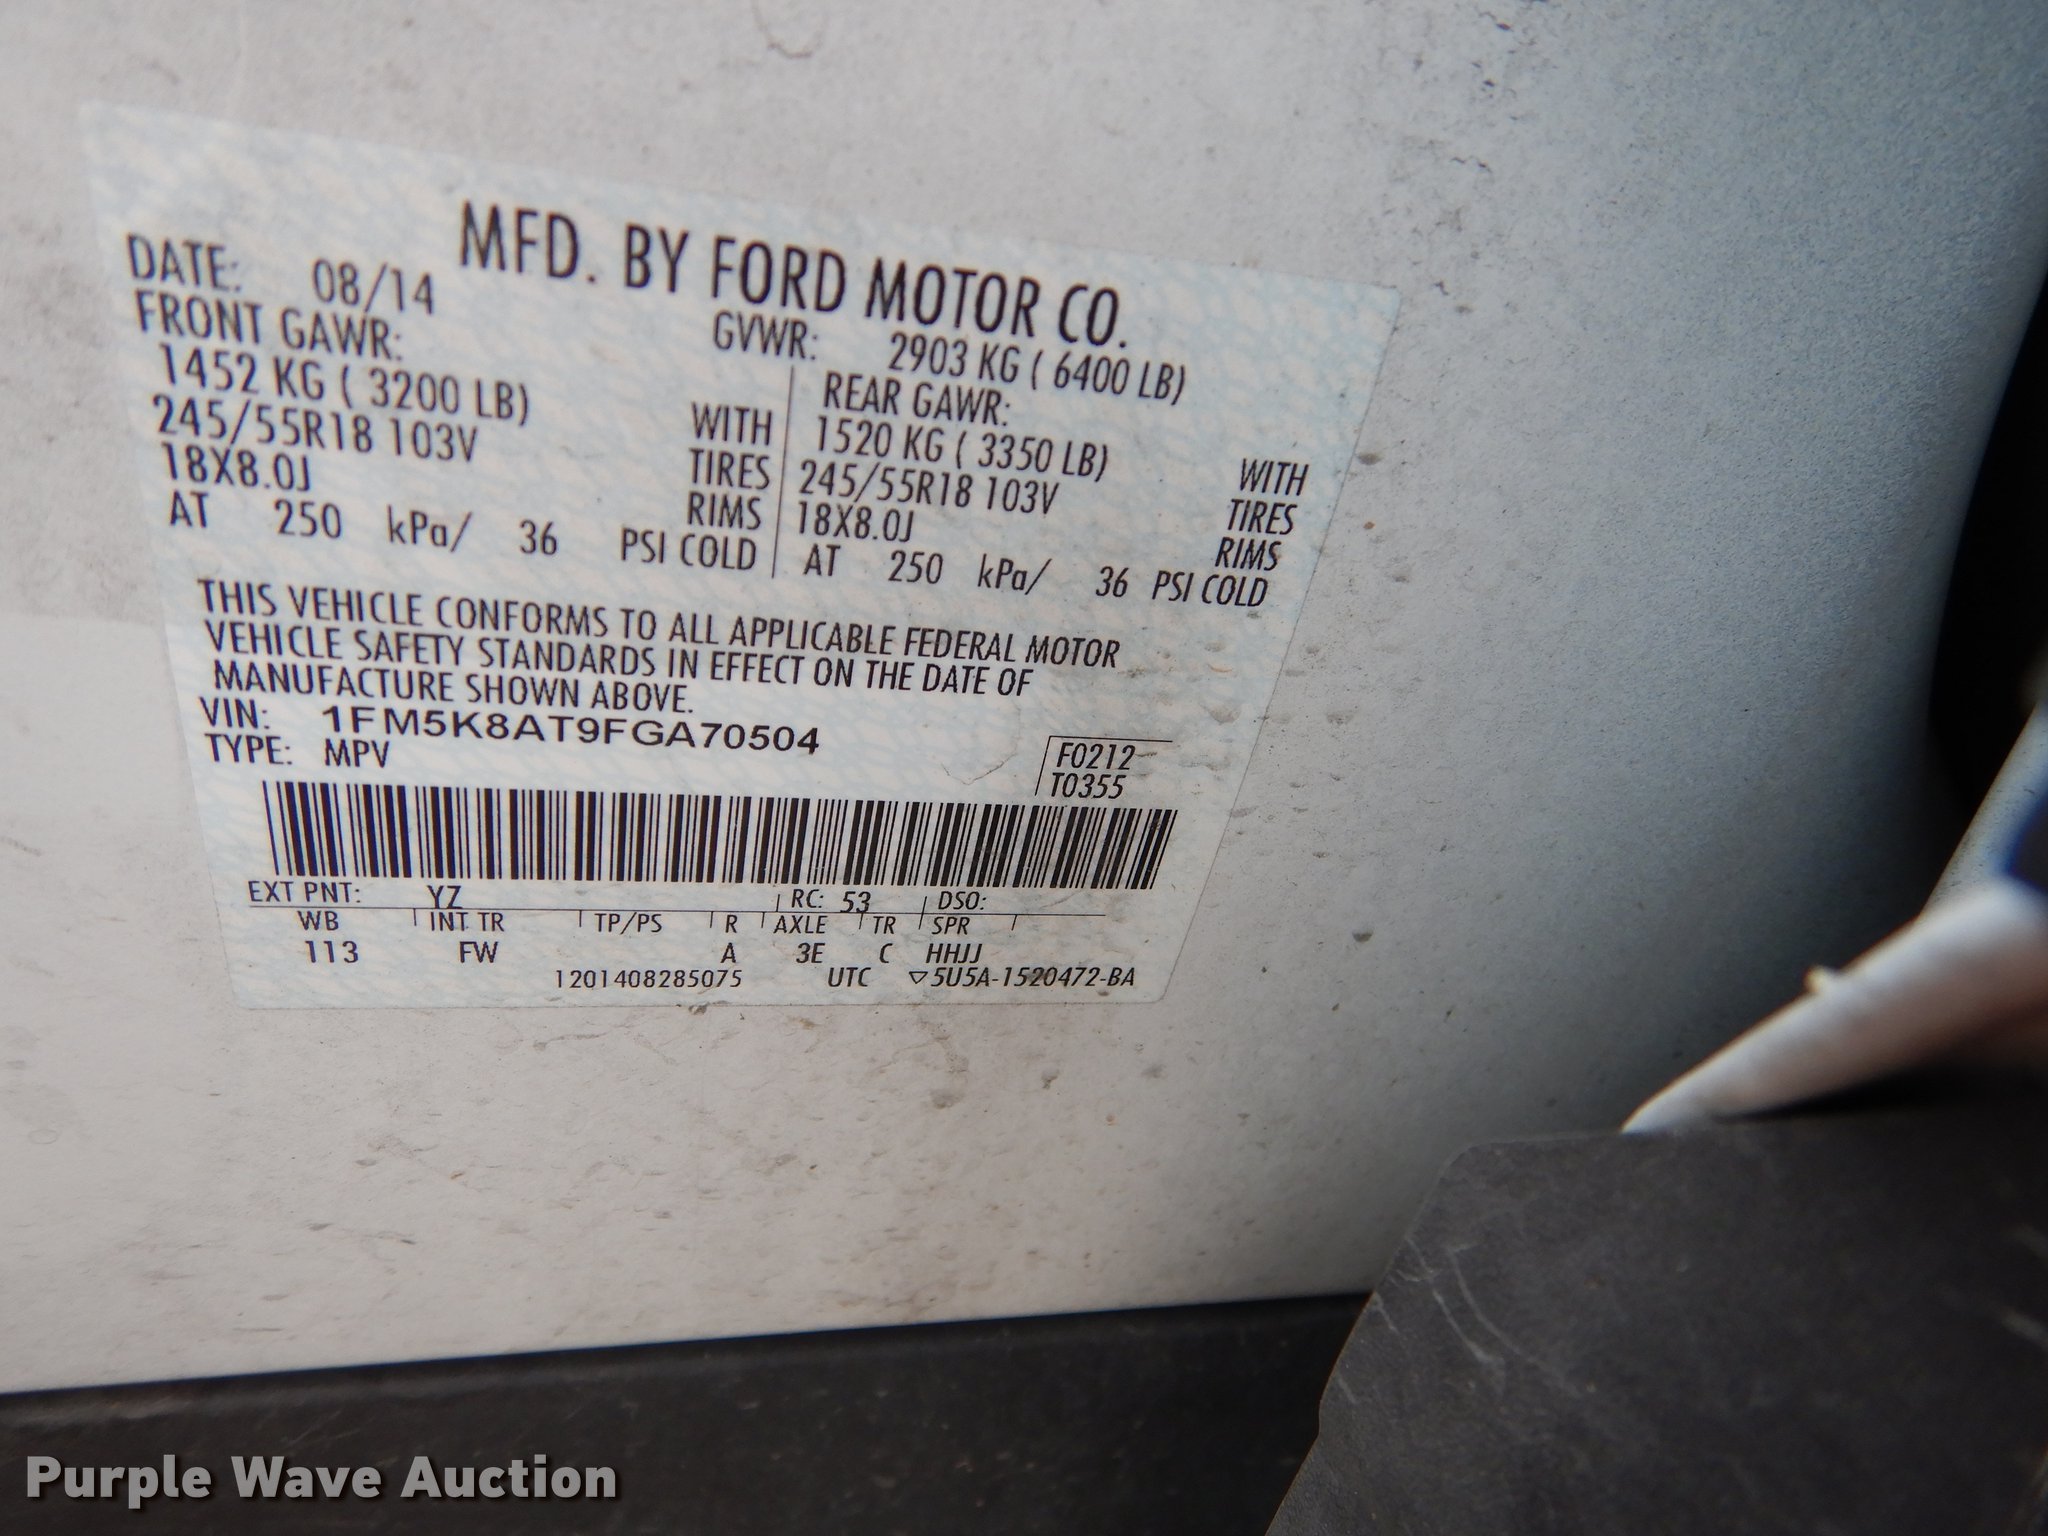 MFD. BY FORD MOTOR CO.
DATE: 08/14 GVWR: 2903 KG ( 6400 LB)
FRONT GAWR: REAR GAWR:
1452 KG ( 3200 LB) WITH 1520 KG ( 3350 LB) WITH
245/55R18 103V TIRES 245/55R18 103V TIRES
18X8.0J RIMS 18X8.0J RIMS
AT 250 kPa/ 36 PSI COLD AT 250 kPa/ 36 PSI COLD
THIS VEHICLE CONFORMS TO ALL APPLICABLE FEDERAL MOTOR
VEHICLE SAFETY STANDARDS IN EFFECT ON THE DATE OF
MANUFACTURE SHOWN ABOVE.
VIN: 1FM5K8AT9FGA70504
TYPE: MPV
F0212
T0355
EXT PNT: YZ RC: 53 DSO:
WB INT TR TP/PS R AXLE TR SPR
113 FW A 3E C HHJJ
1201408285075 UTC ▽5U5A-1520472-BA
Purple Wave Auction